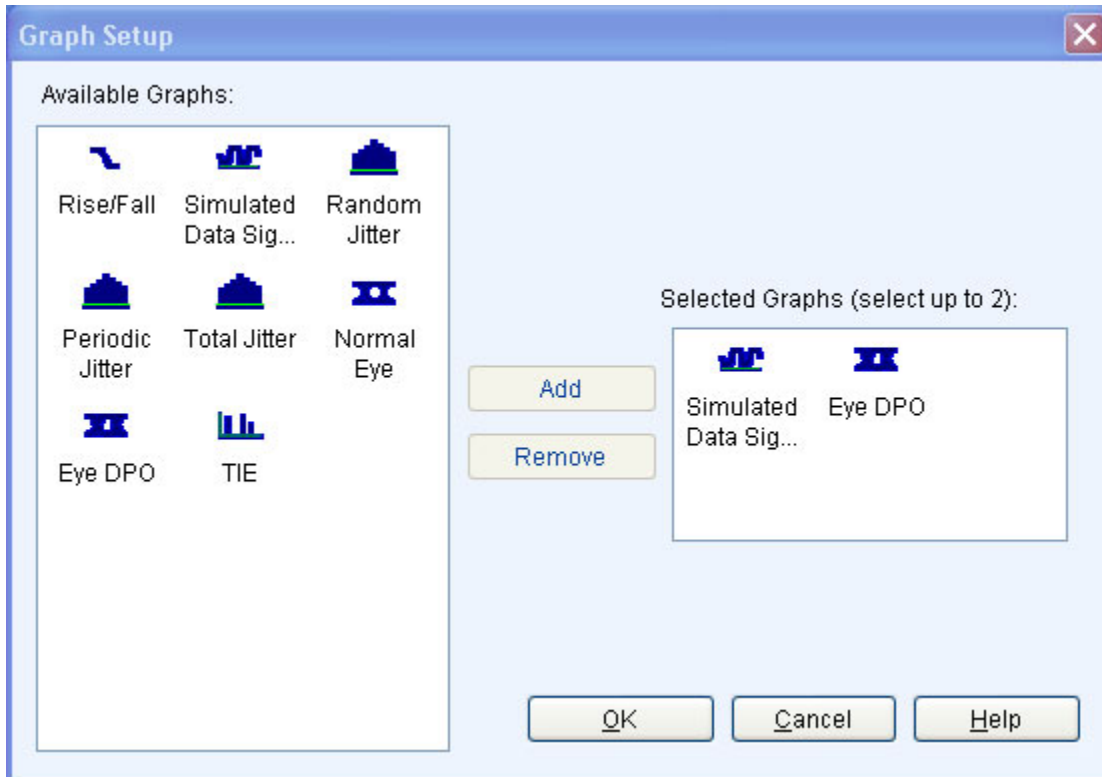 Graph Setup
Available Graphs:
Rise/Fall
Simulated
Data Sig...
Random
Jitter
Periodic
Jitter
Total Jitter
Normal
Eye
Eye DPO
TIE
Add
Remove
Selected Graphs (select up to 2):
Simulated
Data Sig...
Eye DPO
OK
Cancel
Help